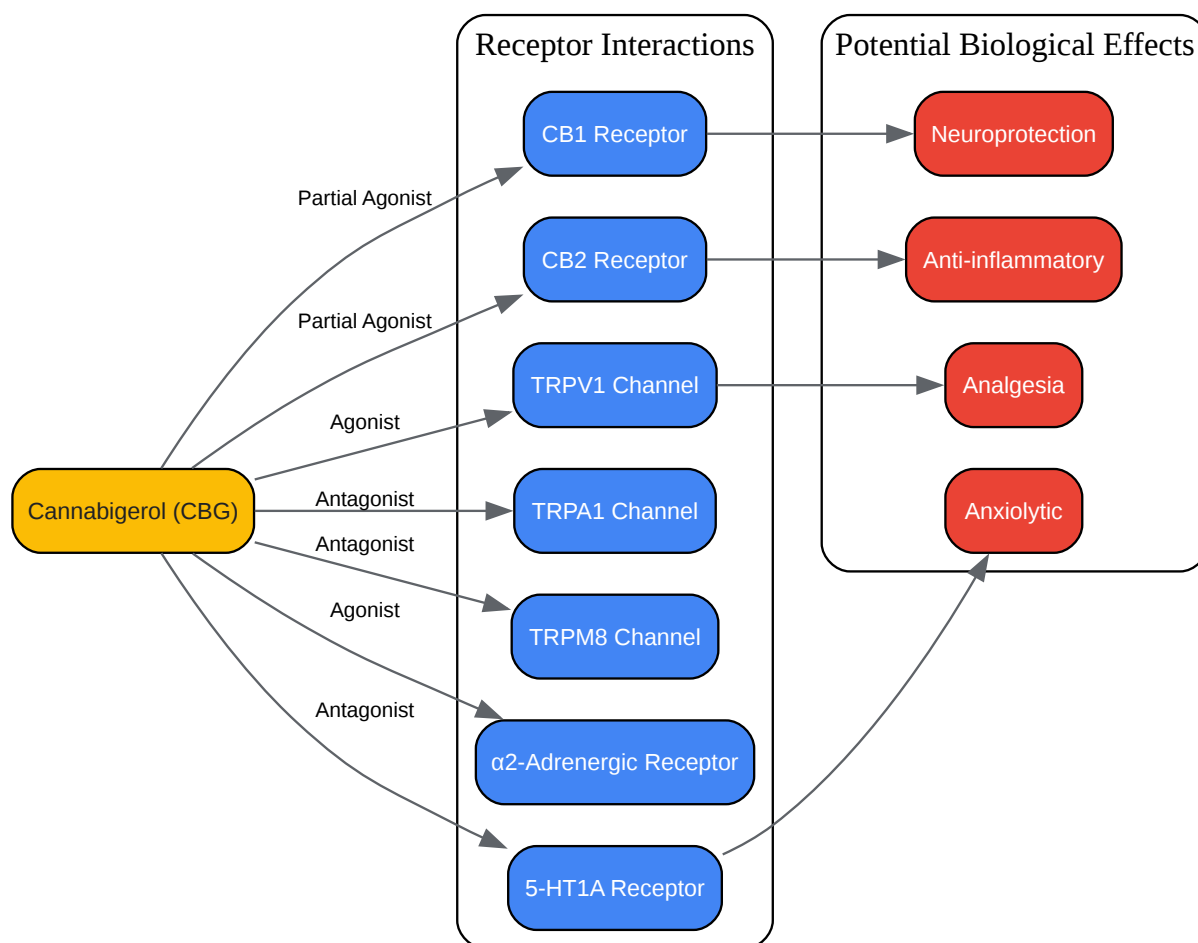 Receptor Interactions
Potential Biological Effects
CB1 Receptor
Neuroprotection
Partial Agonist
CB2 Receptor
Anti-inflammatory
Partial Agonist
TRPV1 Channel
Analgesia
Agonist
Cannabigerol (CBG)
Antagonist
TRPA1 Channel
Anxiolytic
Antagonist
TRPM8 Channel
Agonist
Antagonist
α2-Adrenergic Receptor
5-HT1A Receptor